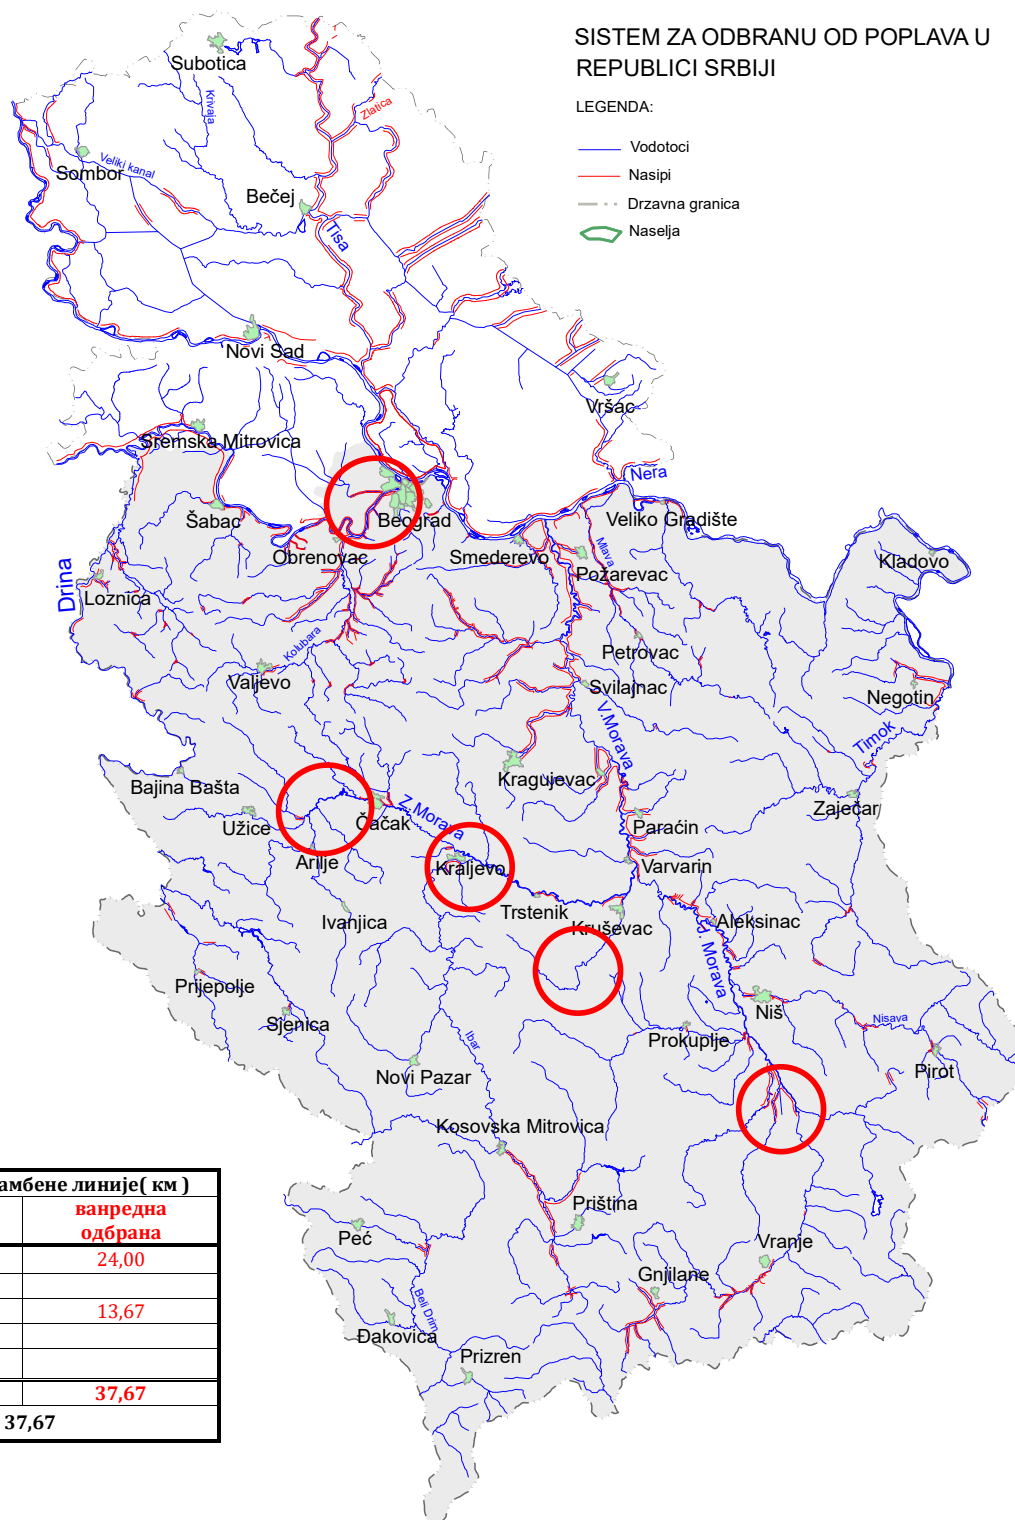 SISTEM ZA ODBRANU OD POPLAVA U
REPUBLICI SRBIJI
LEGENDA:
Vodotoci
Nasipi
Drzavna granica
Naselja
Subotica
Krivaja
Zlatica
Sombor
Veliki kanal
Bečej
Tisa
Novi Sad
Vršac
Sremska Mitrovica
Nera
Šabac
Beograd
Veliko Gradište
Obrenovac
Smederevo
Mlava
Kladovo
Drina
Požarevac
Loznica
Kolubara
Petrovac
Valjevo
Svilajnac
Negotin
V.Morava
Timok
Bajina Bašta
Kragujevac
Zaječar
Užice
Čačak
Z.Morava
Paraćin
Arilje
Kraljevo
Varvarin
Ivanjica
Trstenik
Kruševac
Aleksinac
J. Morava
Prijepolje
Niš
Sjenica
Nisava
Ibar
Prokuplje
Pirot
Novi Pazar
Kosovska Mitrovica
Priština
Peć
Vranje
Gnjilane
Beli Drim
Đakovica
Prizren
амбене линије( км )
ванредна
одбрана
24,00
13,67
37,67
37,67